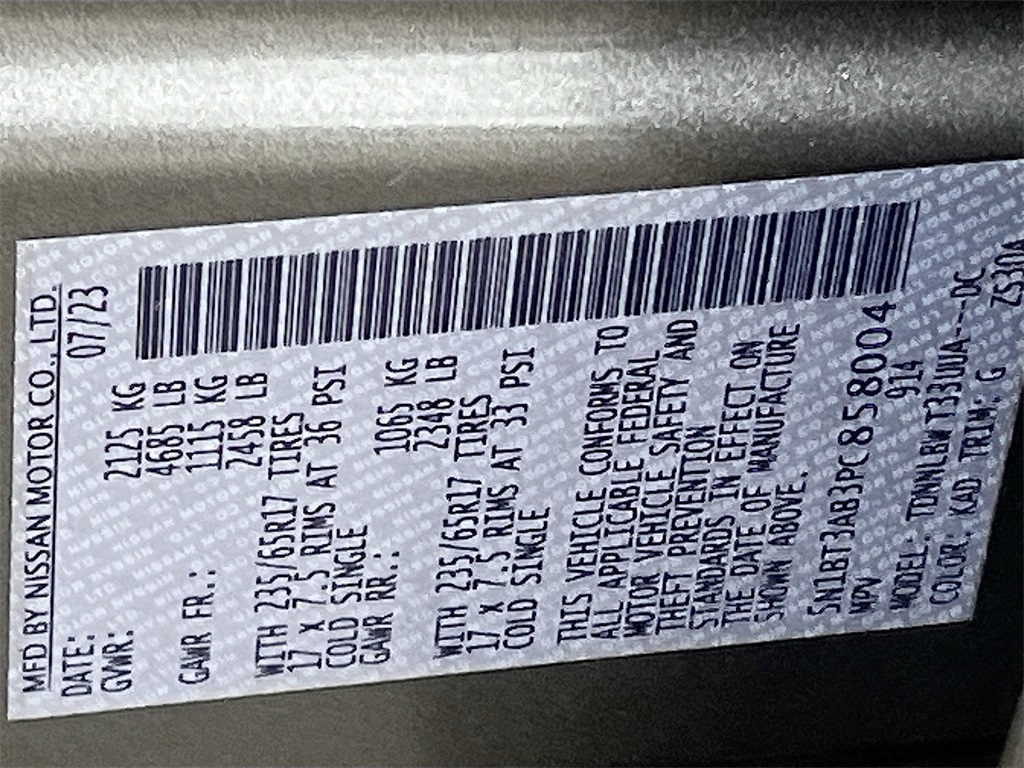 MFD BY NISSAN MOTOR CO., LTD.
DATE: 07/23
GVWR: 2125 KG
4685 LB
GAWR FR.: 1115 KG
2458 LB
WITH 235/65R17 TIRES
17 X 7.5 RIMS AT 36 PSI
COLD SINGLE
GAWR RR.: 1065 KG
2348 LB
WITH 235/65R17 TIRES
17 X 7.5 RIMS AT 33 PSI
COLD SINGLE
THIS VEHICLE CONFORMS TO
ALL APPLICABLE FEDERAL
MOTOR VEHICLE SAFETY AND
THEFT PREVENTION
STANDARDS IN EFFECT ON
THE DATE OF MANUFACTURE
SHOWN ABOVE.
5N1BT3AB3PC858004
MPV 914
MODEL: TDNNLBWT33UUA---DC
COLOR: KAD TRIM: G ZS30A